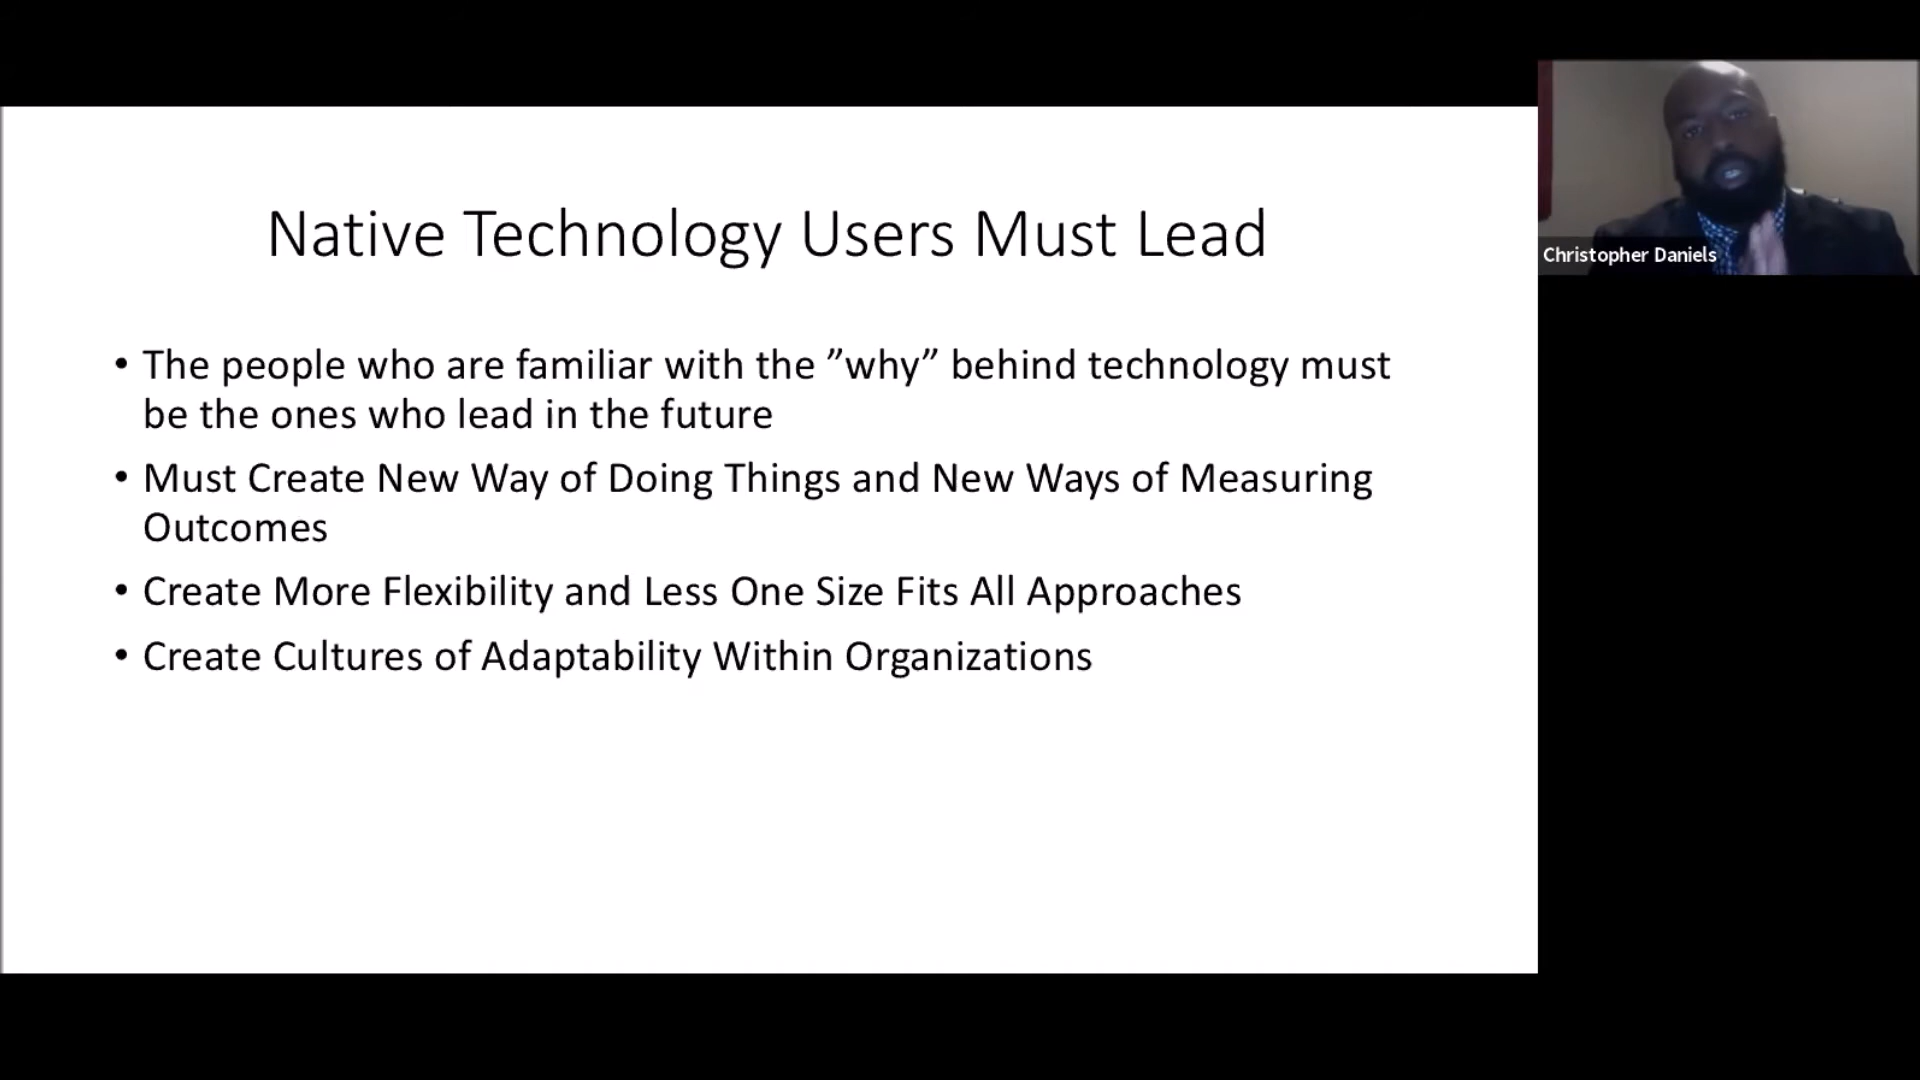 Native Technology Users Must Lead
• The people who are familiar with the ”why” behind technology must
be the ones who lead in the future
• Must Create New Way of Doing Things and New Ways of Measuring
Outcomes
• Create More Flexibility and Less One Size Fits All Approaches
• Create Cultures of Adaptability Within Organizations
Christopher Daniels